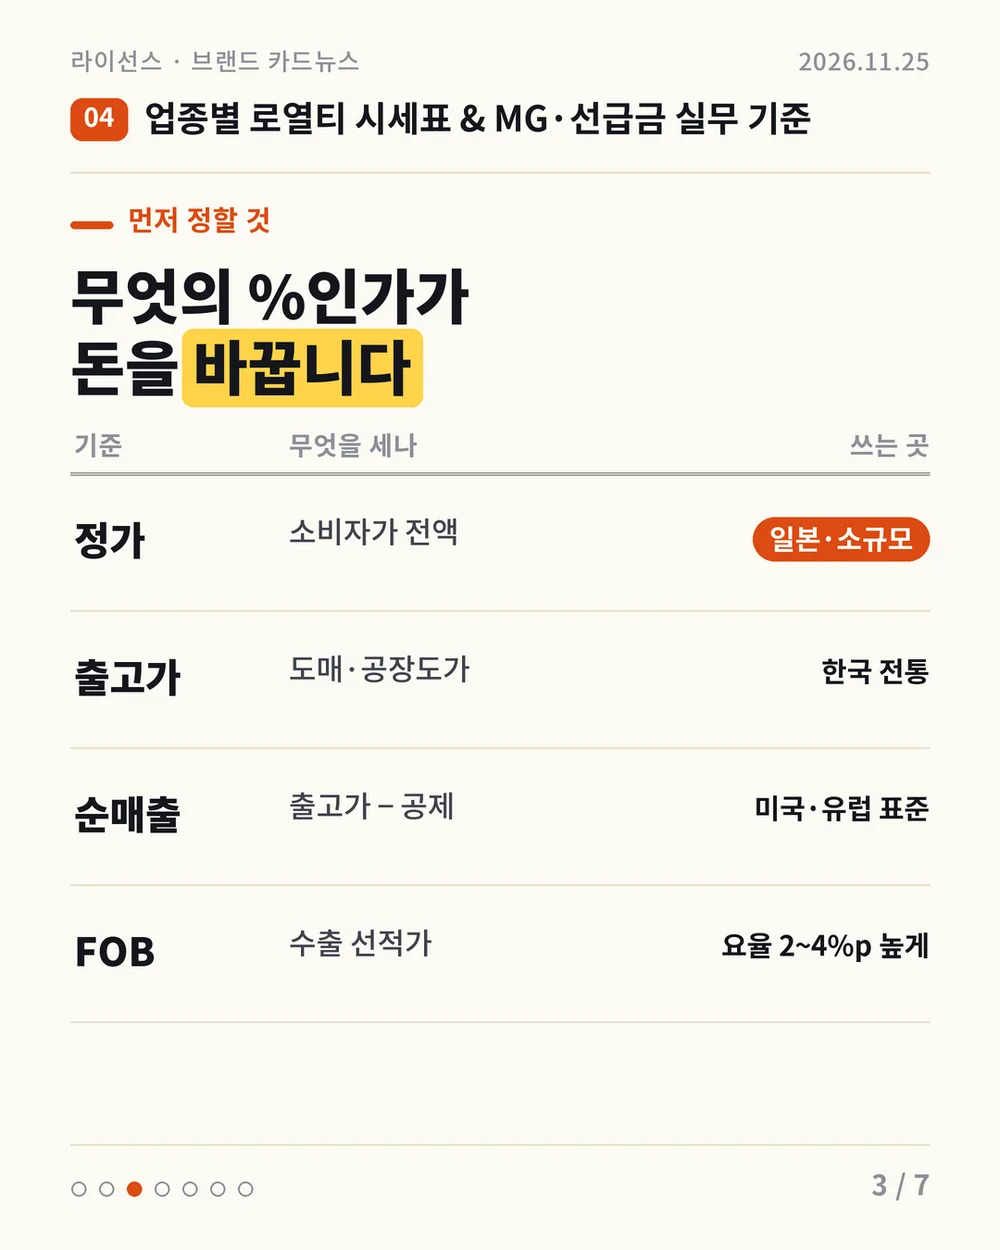 라이선스 · 브랜드 카드뉴스
2026.11.25
04 업종별 로열티 시세표 & MG·선급금 실무 기준
먼저 정할 것
무엇의 %인가가
돈을 바꿉니다
기준 무엇을 세나 쓰는 곳
정가 소비자가 전액 일본·소규모
출고가 도매·공장도가 한국 전통
순매출 출고가 – 공제 미국·유럽 표준
FOB 수출 선적가 요율 2~4%p 높게
3 / 7